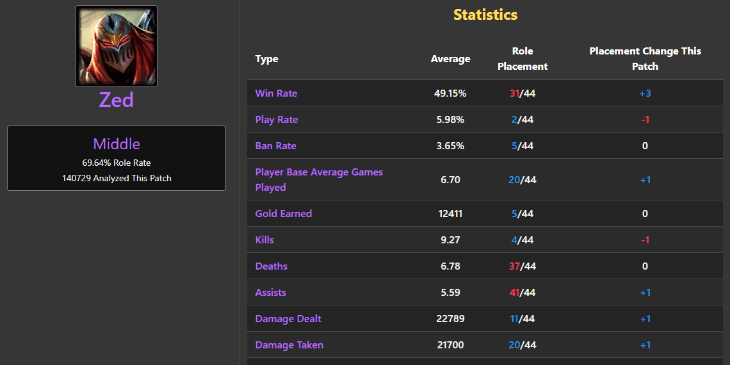 Zed
Middle
69.64% Role Rate
140729 Analyzed This Patch
Statistics
Type Average Role Placement Placement Change This Patch
Win Rate 49.15% 31/44 +3
Play Rate 5.98% 2/44 -1
Ban Rate 3.65% 5/44 0
Player Base Average Games Played 6.70 20/44 +1
Gold Earned 12411 5/44 0
Kills 9.27 4/44 -1
Deaths 6.78 37/44 0
Assists 5.59 41/44 +1
Damage Dealt 22789 11/44 +1
Damage Taken 21700 20/44 +1